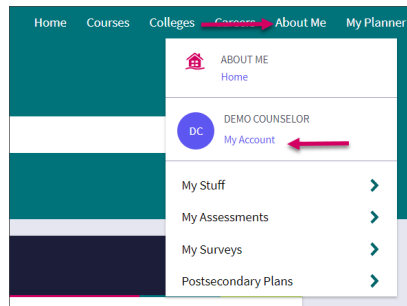 Home Courses Colleges Careers About Me My Planner
ABOUT ME
Home
DC
DEMO COUNSELOR
My Account
My Stuff
My Assessments
My Surveys
Postsecondary Plans